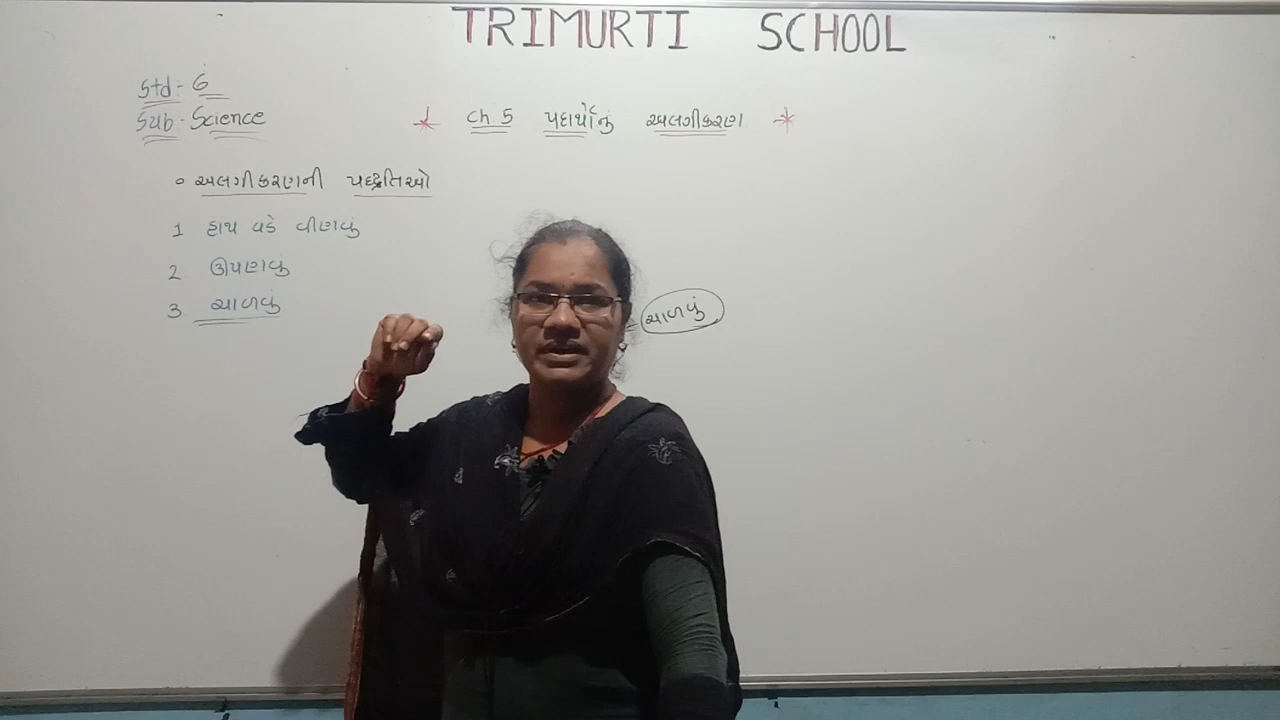 TRIMURTI SCHOOL
Std:- 6
Sub:- Science
* Ch 5 પદાર્થોનું અલગીકરણ *
૦ અલગીકરણની પદ્ધતિઓ
1 હાથ વડે વીણવું
2 ઊપણવું
3 ચાળવું
ચાળવું